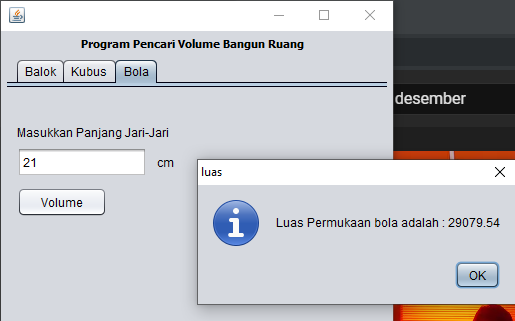 Program Pencari Volume Bangun Ruang
Balok Kubus Bola
desember
Masukkan Panjang Jari-Jari
21 cm
luas
Volume
Luas Permukaan bola adalah : 29079.54
OK